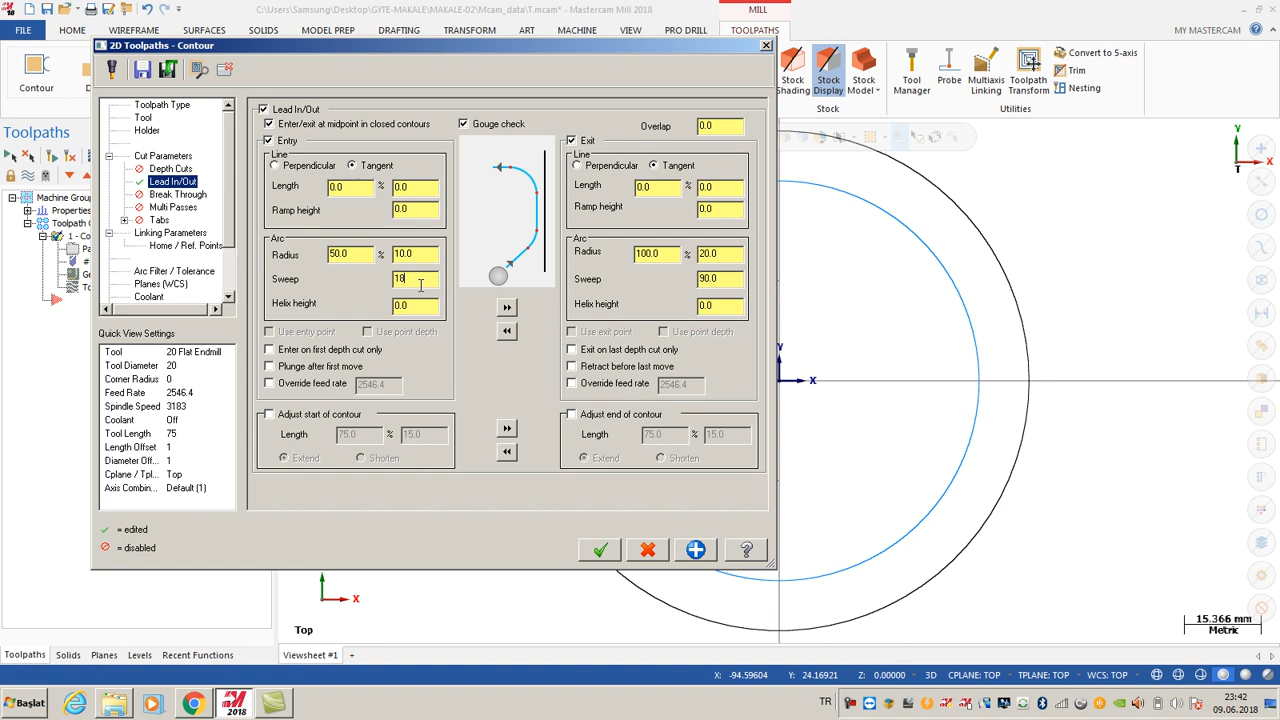 C:\Users\Samsung\Desktop\GYTE-MAKALE\MAKALE-02\Mcam_data\T.mcam* - Mastercam Mill 2018
MILL
FILE HOME WIREFRAME SURFACES SOLIDS MODEL PREP DRAFTING TRANSFORM ART MACHINE VIEW PRO DRILL TOOLPATHS MY MASTERCAM
2D Toolpaths - Contour
Contour
Stock Shading
Stock Display
Stock Model
Stock
Tool Manager
Probe
Multiaxis Linking
Toolpath Transform
Convert to 5-axis
Trim
Nesting
Utilities
Toolpaths
Machine Group
Properties
Toolpath G
1 - Co
Toolpath Type
Tool
Holder
Cut Parameters
Depth Cuts
Lead In/Out
Break Through
Multi Passes
Tabs
Linking Parameters
Home / Ref. Points
Arc Filter / Tolerance
Planes (WCS)
Coolant
Quick View Settings
Tool 20 Flat Endmill
Tool Diameter 20
Corner Radius 0
Feed Rate 2546.4
Spindle Speed 3183
Coolant Off
Tool Length 75
Length Offset 1
Diameter Off... 1
Cplane / Tpl... Top
Axis Combin... Default (1)
= edited
= disabled
Lead In/Out
Enter/exit at midpoint in closed contours
Gouge check
Overlap 0.0
Entry
Line
Perpendicular Tangent
Length 0.0 % 0.0
Ramp height 0.0
Arc
Radius 50.0 % 10.0
Sweep 18
Helix height 0.0
Use entry point Use point depth
Enter on first depth cut only
Plunge after first move
Override feed rate 2546.4
Adjust start of contour
Length 75.0 % 15.0
Extend Shorten
Exit
Line
Perpendicular Tangent
Length 0.0 % 0.0
Ramp height 0.0
Arc
Radius 100.0 % 20.0
Sweep 90.0
Helix height 0.0
Use exit point Use point depth
Exit on last depth cut only
Retract before last move
Override feed rate 2546.4
Adjust end of contour
Length 75.0 % 15.0
Extend Shorten
Y
X
T
Y
X
X
Top
15.366 mm
Metric
Toolpaths Solids Planes Levels Recent Functions
Viewsheet #1 +
X: -94.59604 Y: 24.16921 Z: 0.00000 3D CPLANE: TOP TPLANE: TOP WCS: TOP
Başlat
2018
TR
23:42
09.06.2018